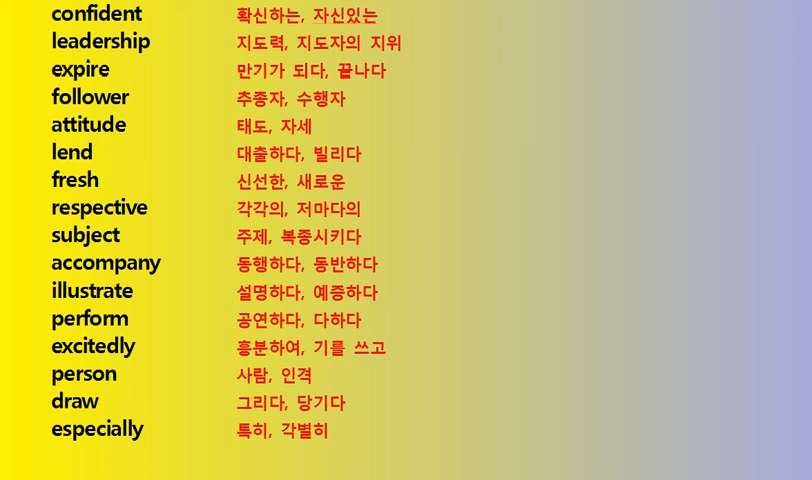 confident 확신하는, 자신있는
leadership 지도력, 지도자의 지위
expire 만기가 되다, 끝나다
follower 추종자, 수행자
attitude 태도, 자세
lend 대출하다, 빌리다
fresh 신선한, 새로운
respective 각각의, 저마다의
subject 주제, 복종시키다
accompany 동행하다, 동반하다
illustrate 설명하다, 예증하다
perform 공연하다, 다하다
excitedly 흥분하여, 기를 쓰고
person 사람, 인격
draw 그리다, 당기다
especially 특히, 각별히